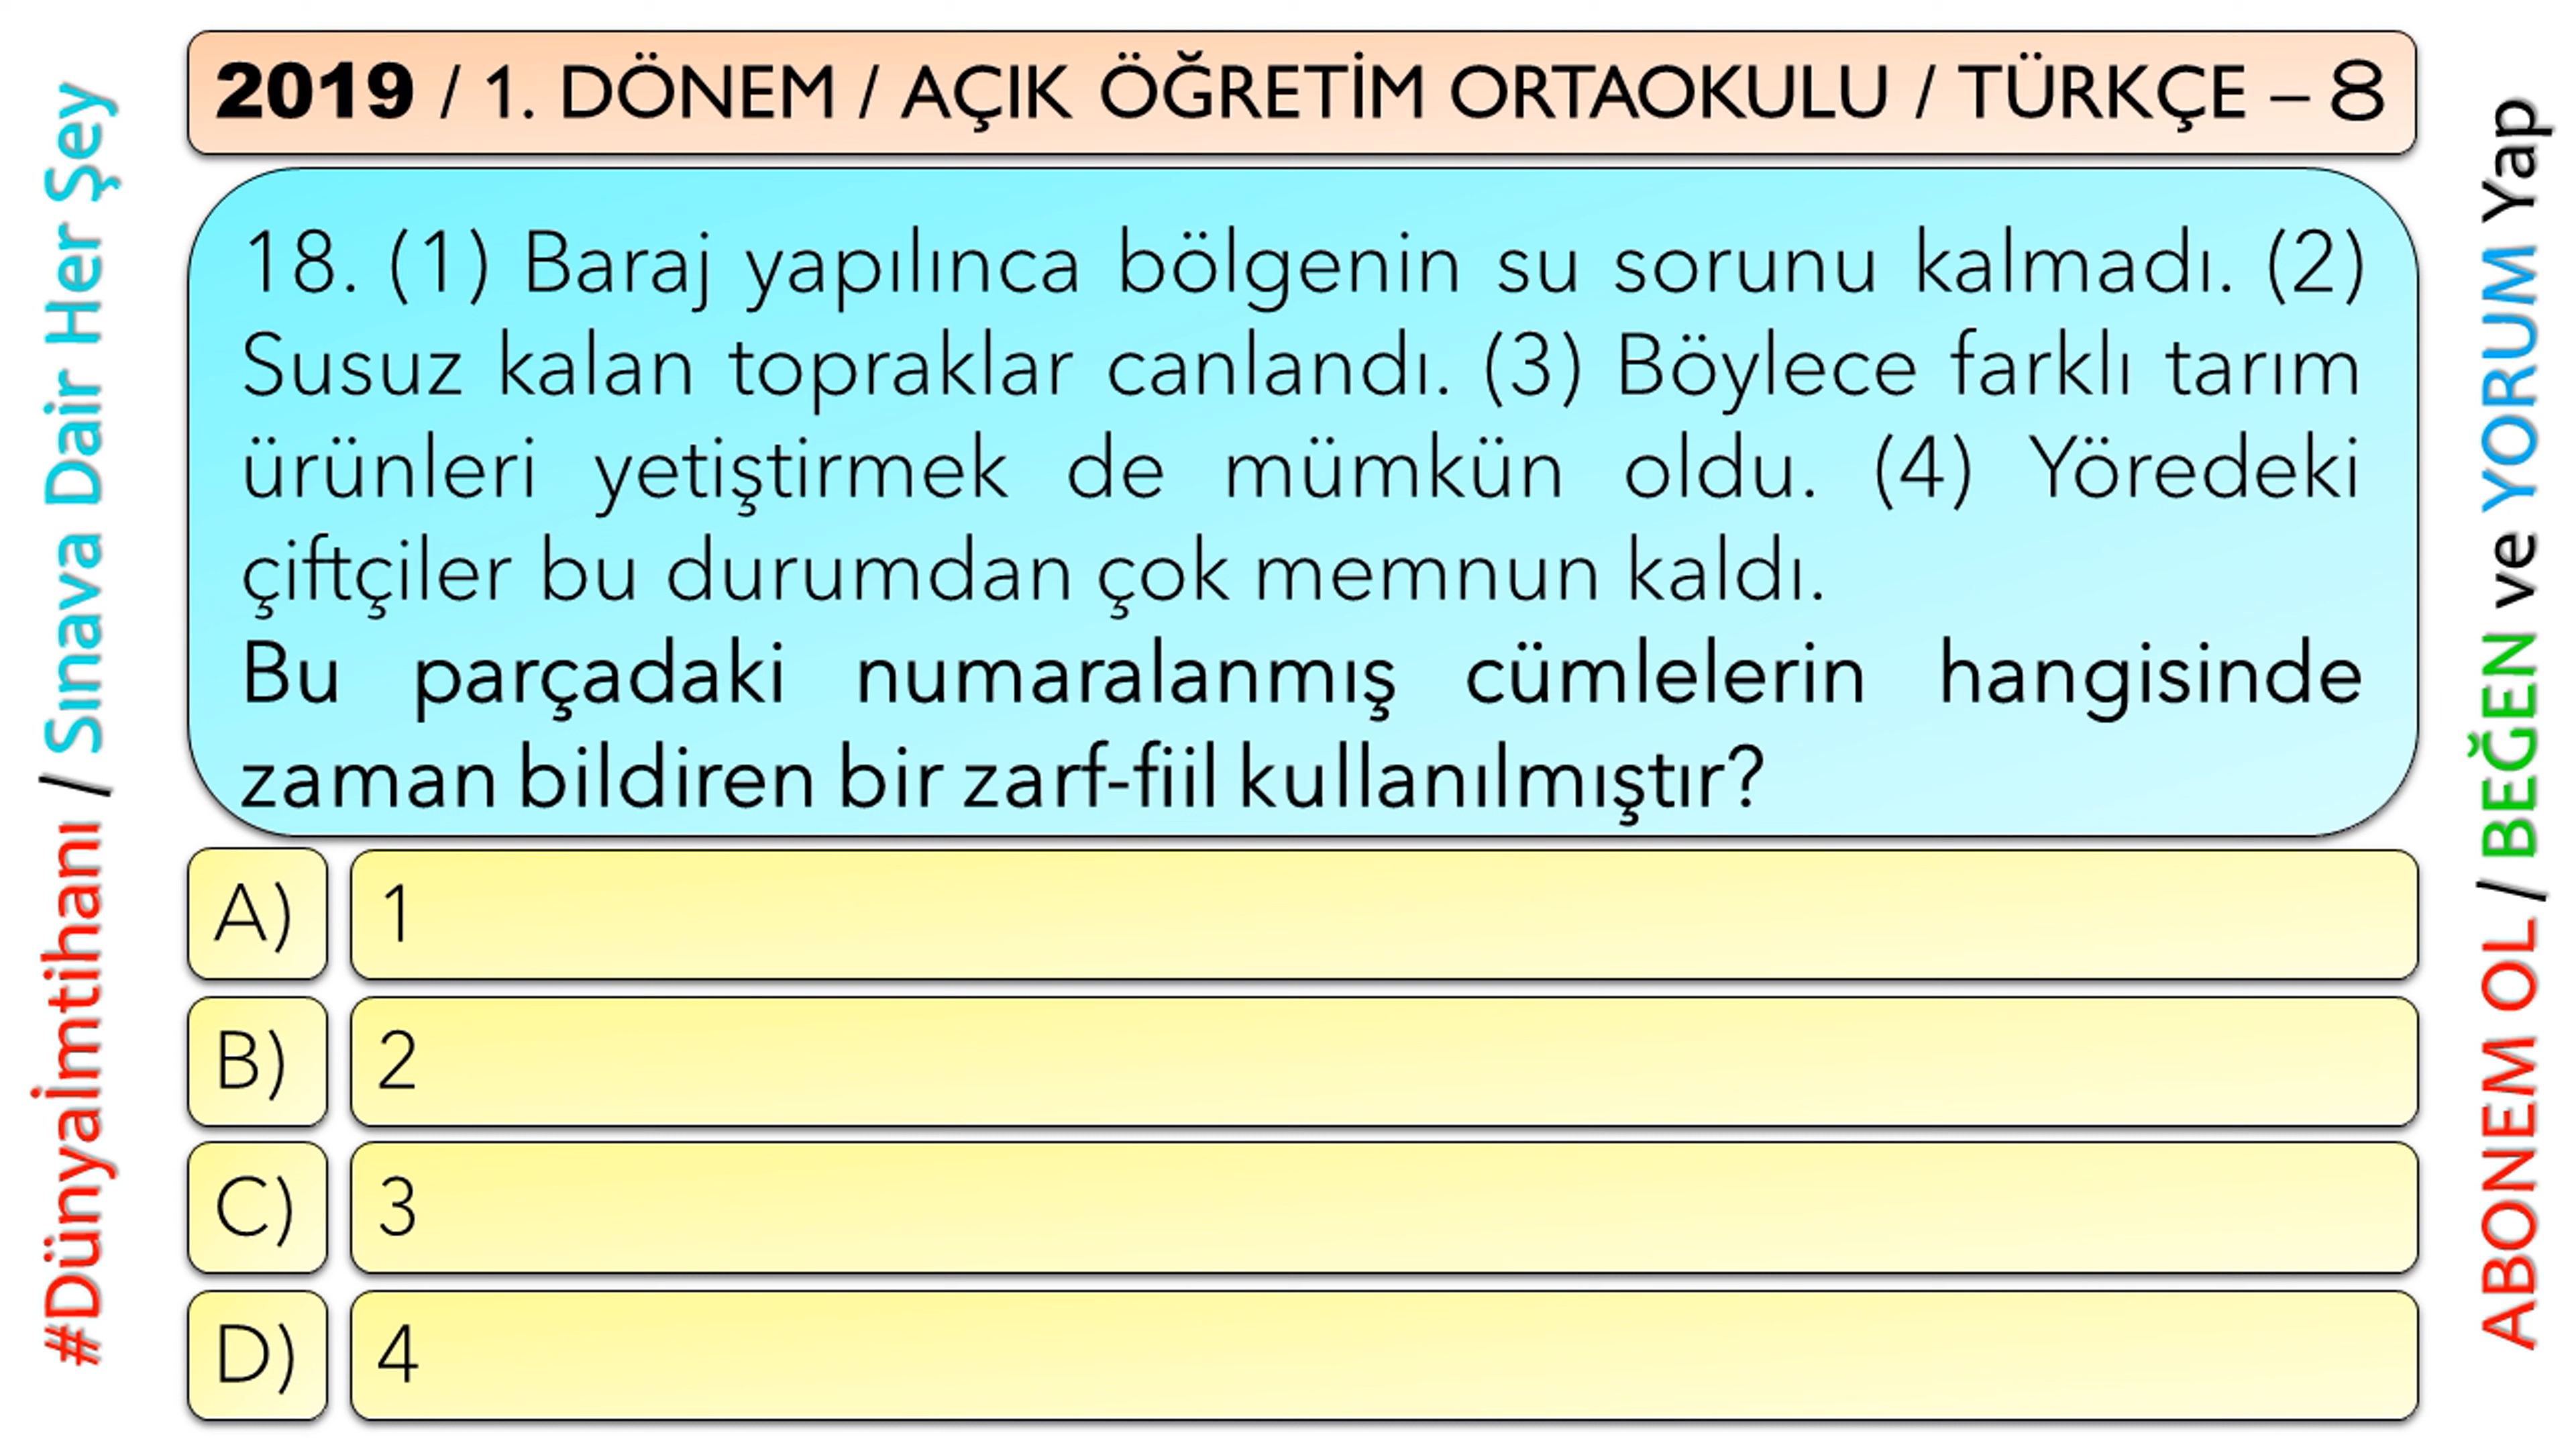 2019 / 1. DÖNEM / AÇIK ÖĞRETİM ORTAOKULU / TÜRKÇE – 8
18. (1) Baraj yapılınca bölgenin su sorunu kalmadı. (2)
Susuz kalan topraklar canlandı. (3) Böylece farklı tarım
ürünleri yetiştirmek de mümkün oldu. (4) Yöredeki
çiftçiler bu durumdan çok memnun kaldı.
Bu parçadaki numaralanmış cümlelerin hangisinde
zaman bildiren bir zarf-fiil kullanılmıştır?
A) 1
B) 2
C) 3
D) 4
#Dünyaİmtihanı / Sınava Dair Her Şey
ABONEM OL / BEĞEN ve YORUM Yap